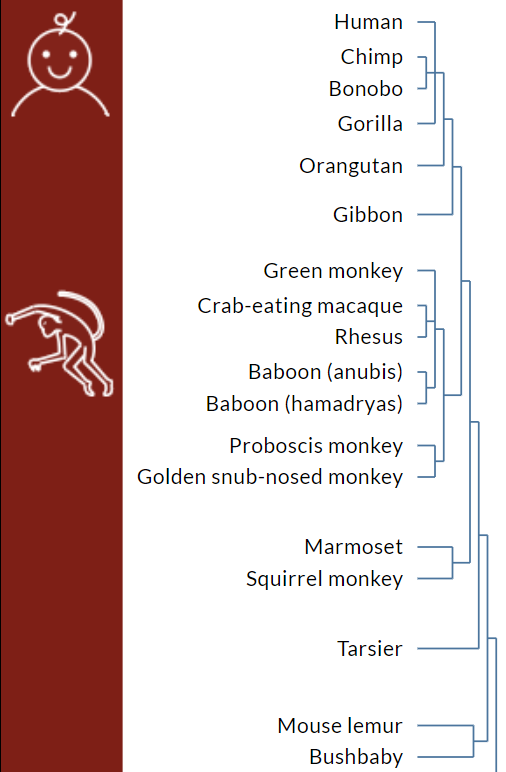 Human
Chimp
Bonobo
Gorilla
Orangutan
Gibbon
Green monkey
Crab-eating macaque
Rhesus
Baboon (anubis)
Baboon (hamadryas)
Proboscis monkey
Golden snub-nosed monkey
Marmoset
Squirrel monkey
Tarsier
Mouse lemur
Bushbaby